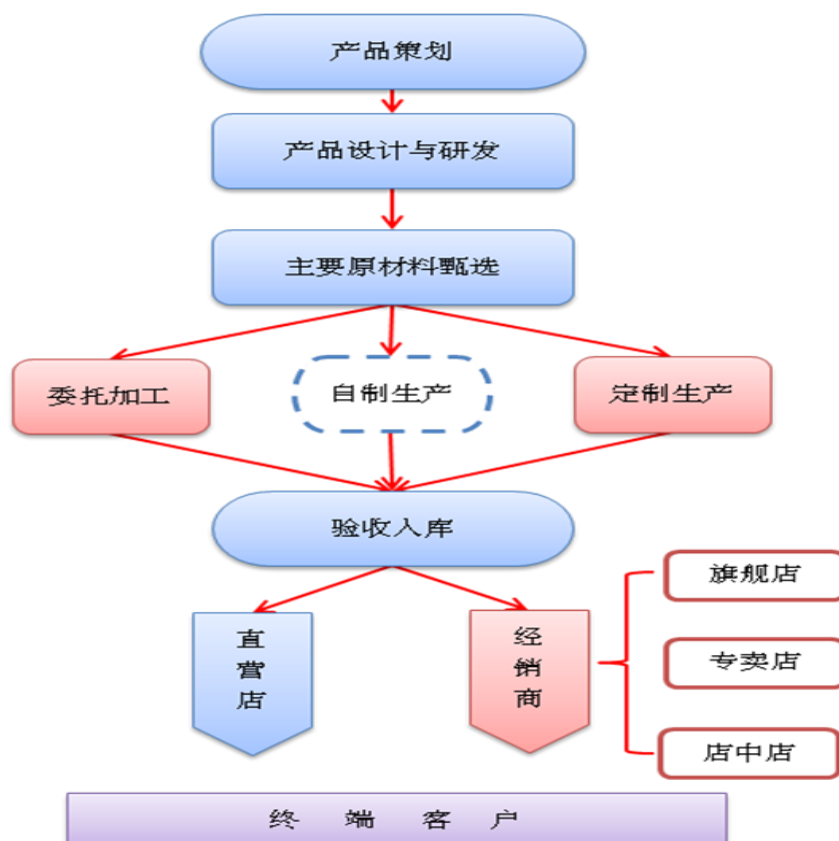 产品策划
产品设计与研发
主要原材料甄选
委托加工
自制生产
定制生产
验收入库
直营店
经销商
旗舰店
专卖店
店中店
终端客户